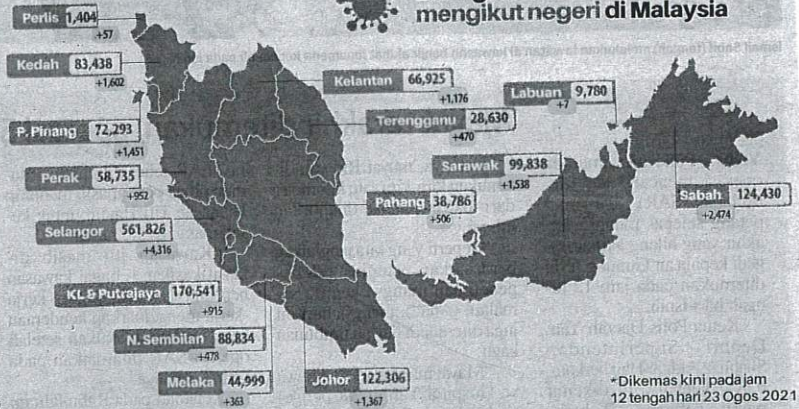 mengikut negeri di Malaysia
Perlis 1,404
+57
Kedah 83,438
+1,602
P. Pinang 72,293
+1,451
Perak 58,735
+952
Selangor 561,826
+4,316
KL & Putrajaya 170,541
+915
N. Sembilan 88,834
+478
Melaka 44,999
+363
Johor 122,306
+1,367
Kelantan 66,925
+1,176
Terengganu 28,630
+470
Pahang 38,786
+506
Labuan 9,780
+7
Sarawak 99,838
+1,538
Sabah 124,430
+2,474
*Dikemas kini pada jam
12 tengah hari 23 Ogos 2021